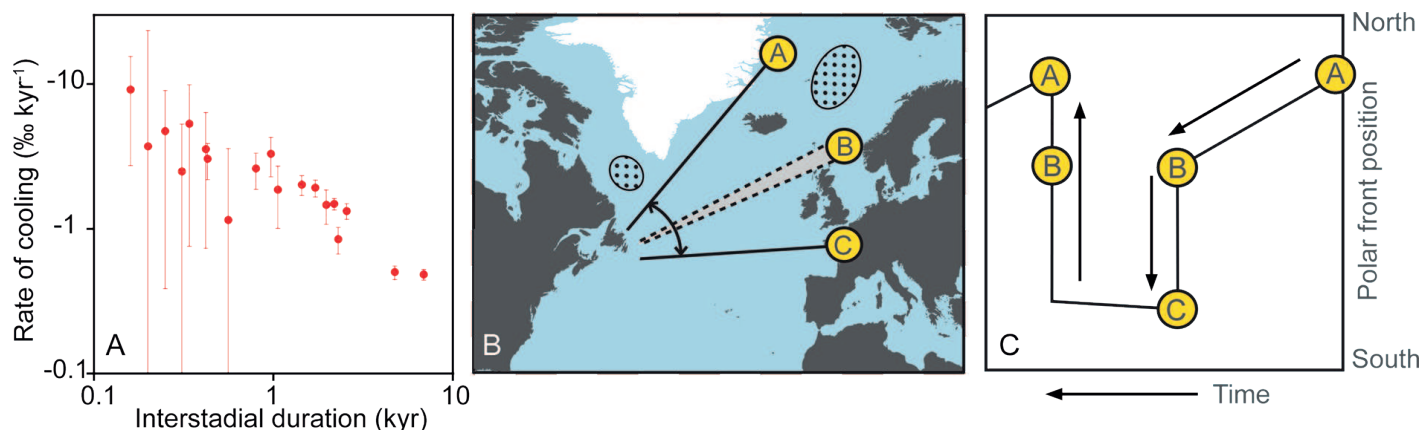 Rate of cooling (‰ kyr⁻¹)
-10
-1
-0.1
0.1
1
10
Interstadial duration (kyr)
A
A
B
C
B
A
B
A
B
C
C
North
Polar front position
South
Time